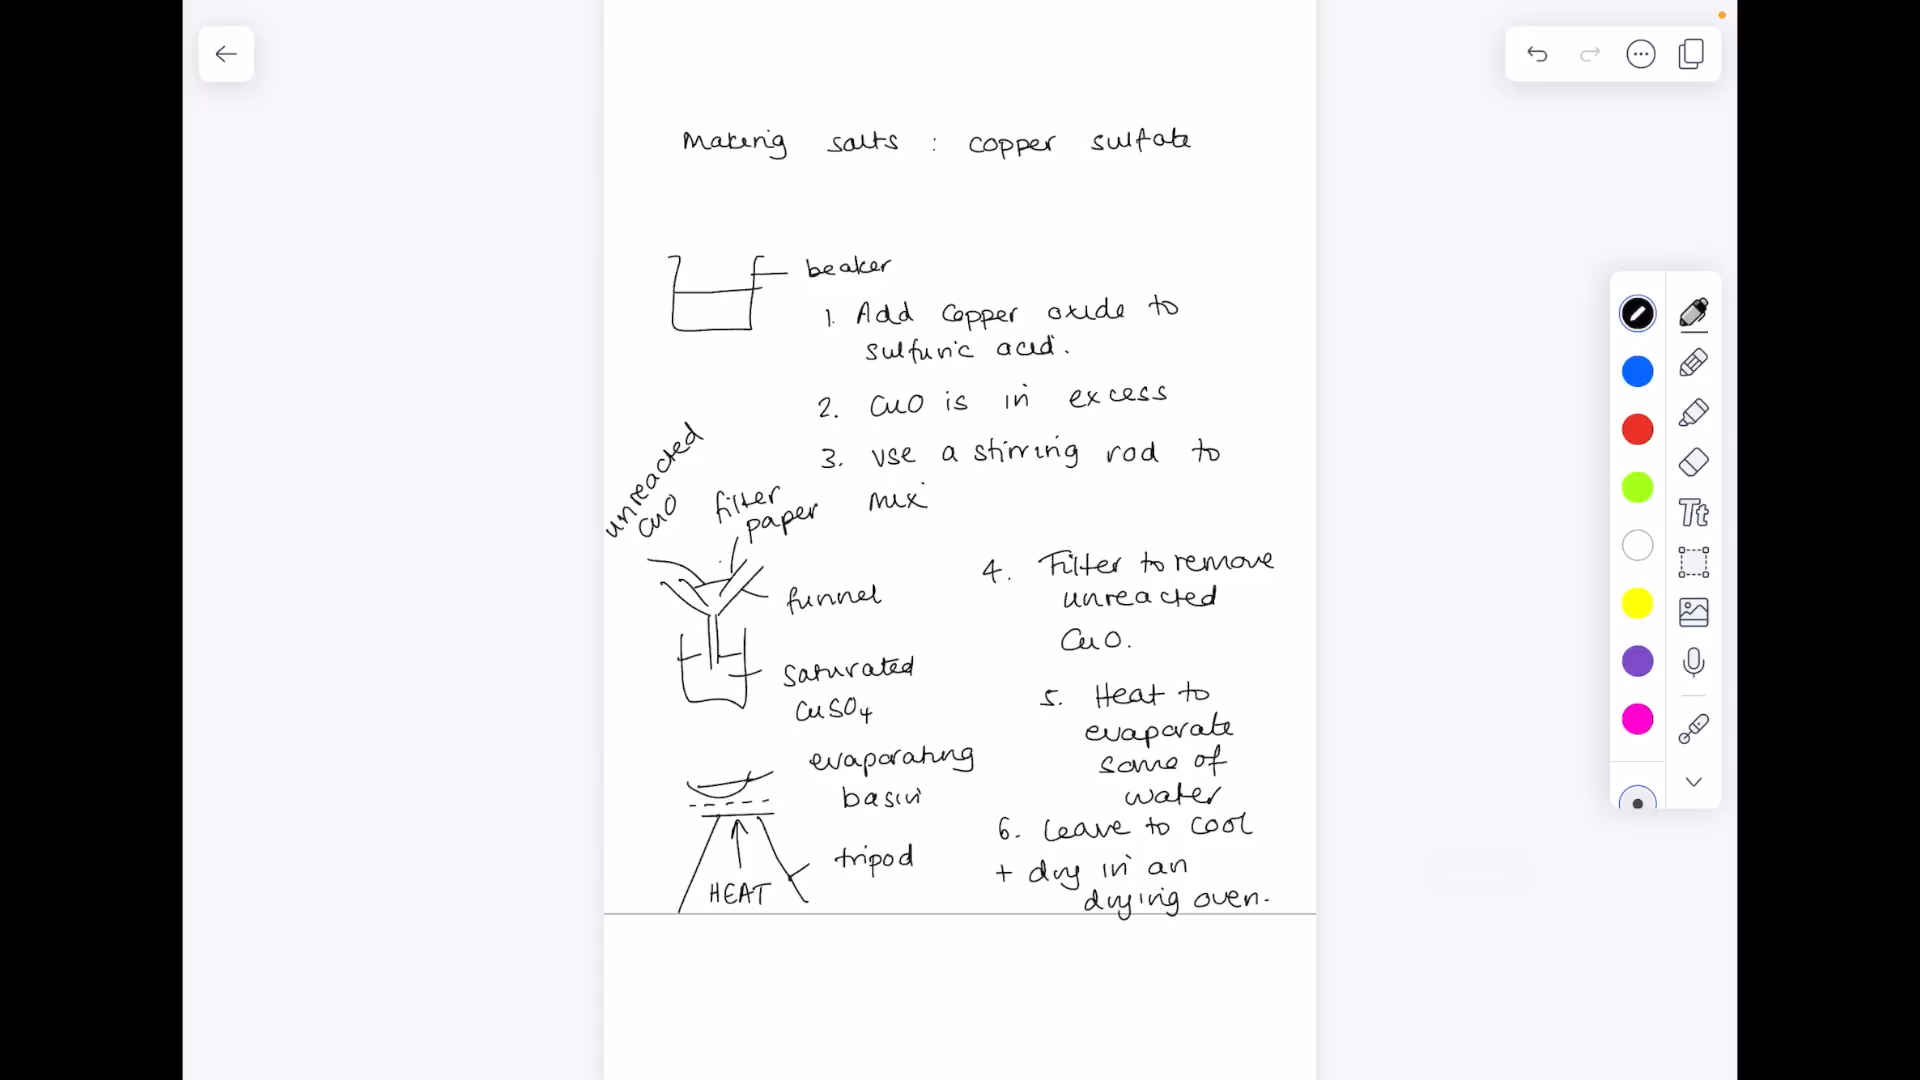 Making salts : copper sulfate
beaker
1. Add copper oxide to
sulfuric acid.
2. CuO is in excess
3. Use a stirring rod to
mix
unreacted
CuO
filter
paper
funnel
saturated
CuSO4
4. Filter to remove
unreacted
CuO.
5. Heat to
evaporate
some of
water
evaporating
basin
tripod
HEAT
6. Leave to cool
+ dry in an
drying oven.
Tt